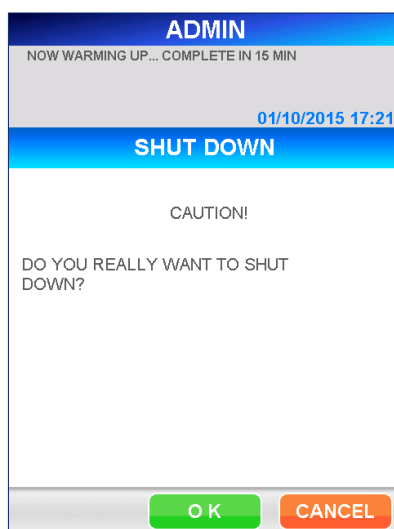 ADMIN
NOW WARMING UP... COMPLETE IN 15 MIN
01/10/2015 17:21
SHUT DOWN
CAUTION!
DO YOU REALLY WANT TO SHUT
DOWN?
O K
CANCEL